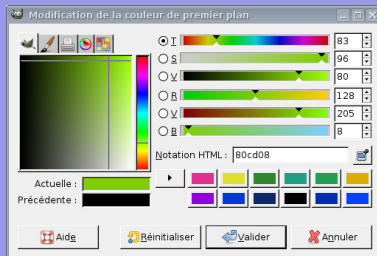 Modification de la couleur de premier plan
T 83
S 96
V 80
R 128
V 205
B 8
Notation HTML : 80cd08
Actuelle :
Précédente :
Aide Réinitialiser Valider Annuler